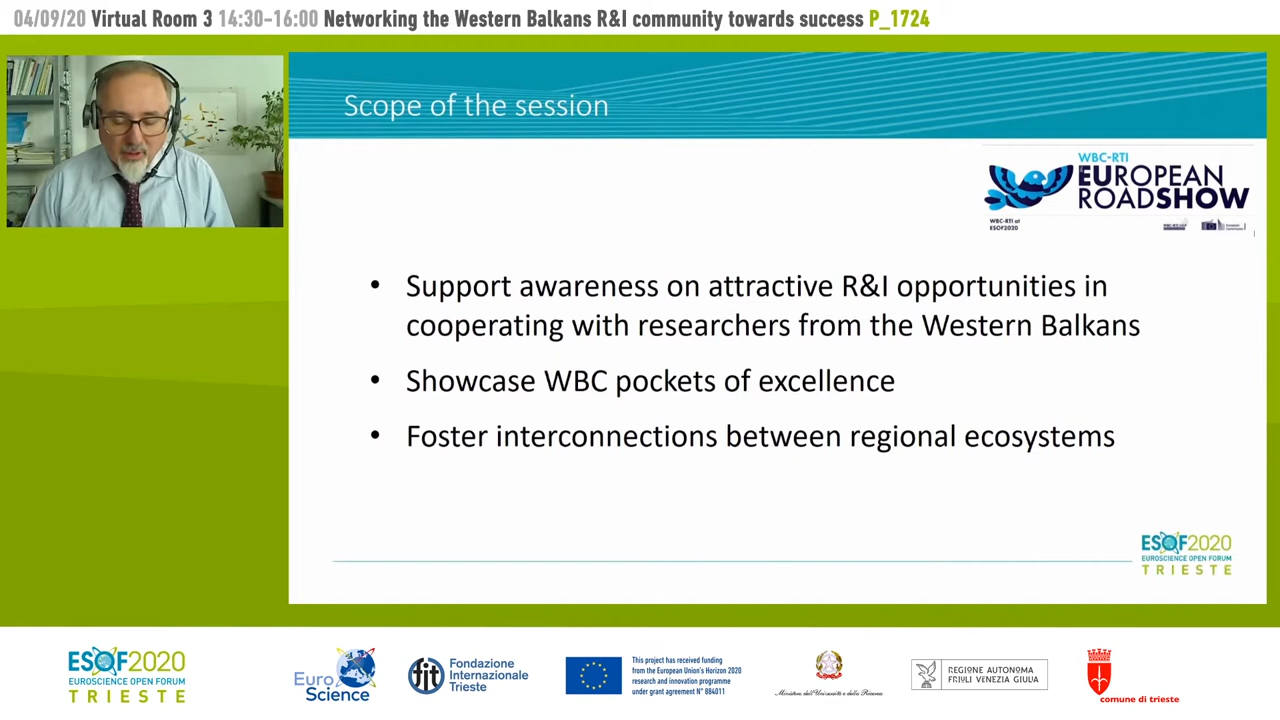 04/09/20 Virtual Room 3 14:30-16:00 Networking the Western Balkans R&I community towards success P_1724
Scope of the session
WBC-RTI
EUROPEAN
ROADSHOW
WBC-RTI at
ESOF2020
• Support awareness on attractive R&I opportunities in
cooperating with researchers from the Western Balkans
• Showcase WBC pockets of excellence
• Foster interconnections between regional ecosystems
ESOF2020
EUROSCIENCE OPEN FORUM
TRIESTE
ESOF2020
EUROSCIENCE OPEN FORUM
TRIESTE
Euro
Science
fit
Fondazione
Internazionale
Trieste
This project has received funding
from the European Union's Horizon 2020
research and innovation programme
under grant agreement N° 884011
Ministero dell'Università e della Ricerca
REGIONE AUTONOMA
FRIULI VENEZIA GIULIA
comune di trieste